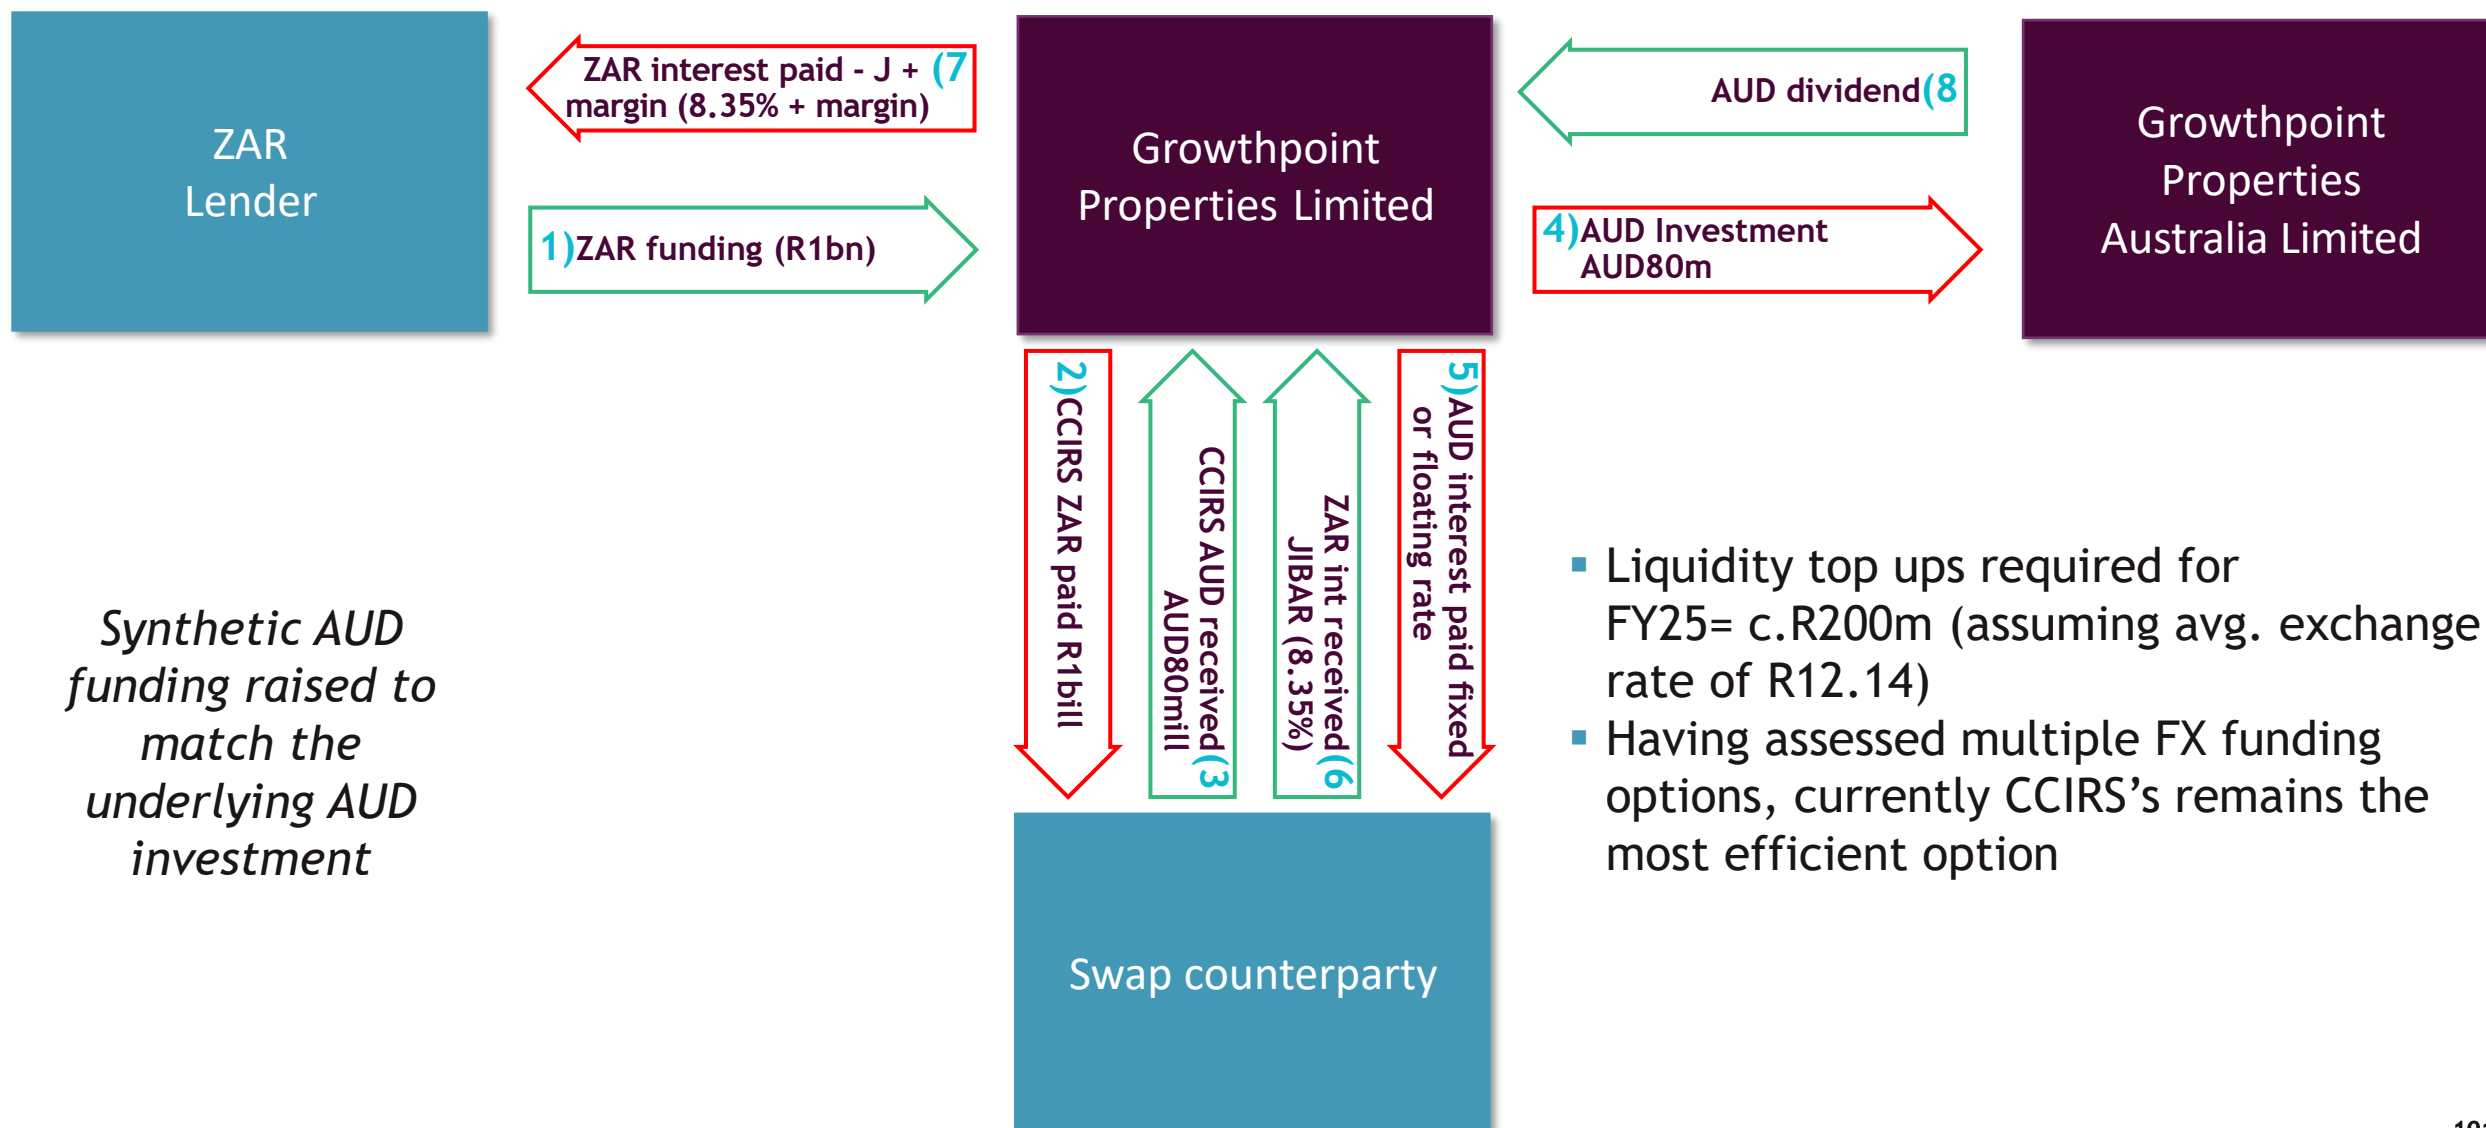 ZAR
Lender
ZAR interest paid - J + (7
margin (8.35% + margin)
1)ZAR funding (R1bn)
Growthpoint
Properties Limited
AUD dividend(8
4)AUD Investment
AUD80m
Growthpoint
Properties
Australia Limited
2)CCIRS ZAR paid R1bill
CCIRS AUD received(3
AUD80mill
ZAR int received(6
JIBAR (8.35%)
5)AUD interest paid fixed
or floating rate
Synthetic AUD
funding raised to
match the
underlying AUD
investment
▪ Liquidity top ups required for
FY25= c.R200m (assuming avg. exchange
rate of R12.14)
▪ Having assessed multiple FX funding
options, currently CCIRS’s remains the
most efficient option
Swap counterparty